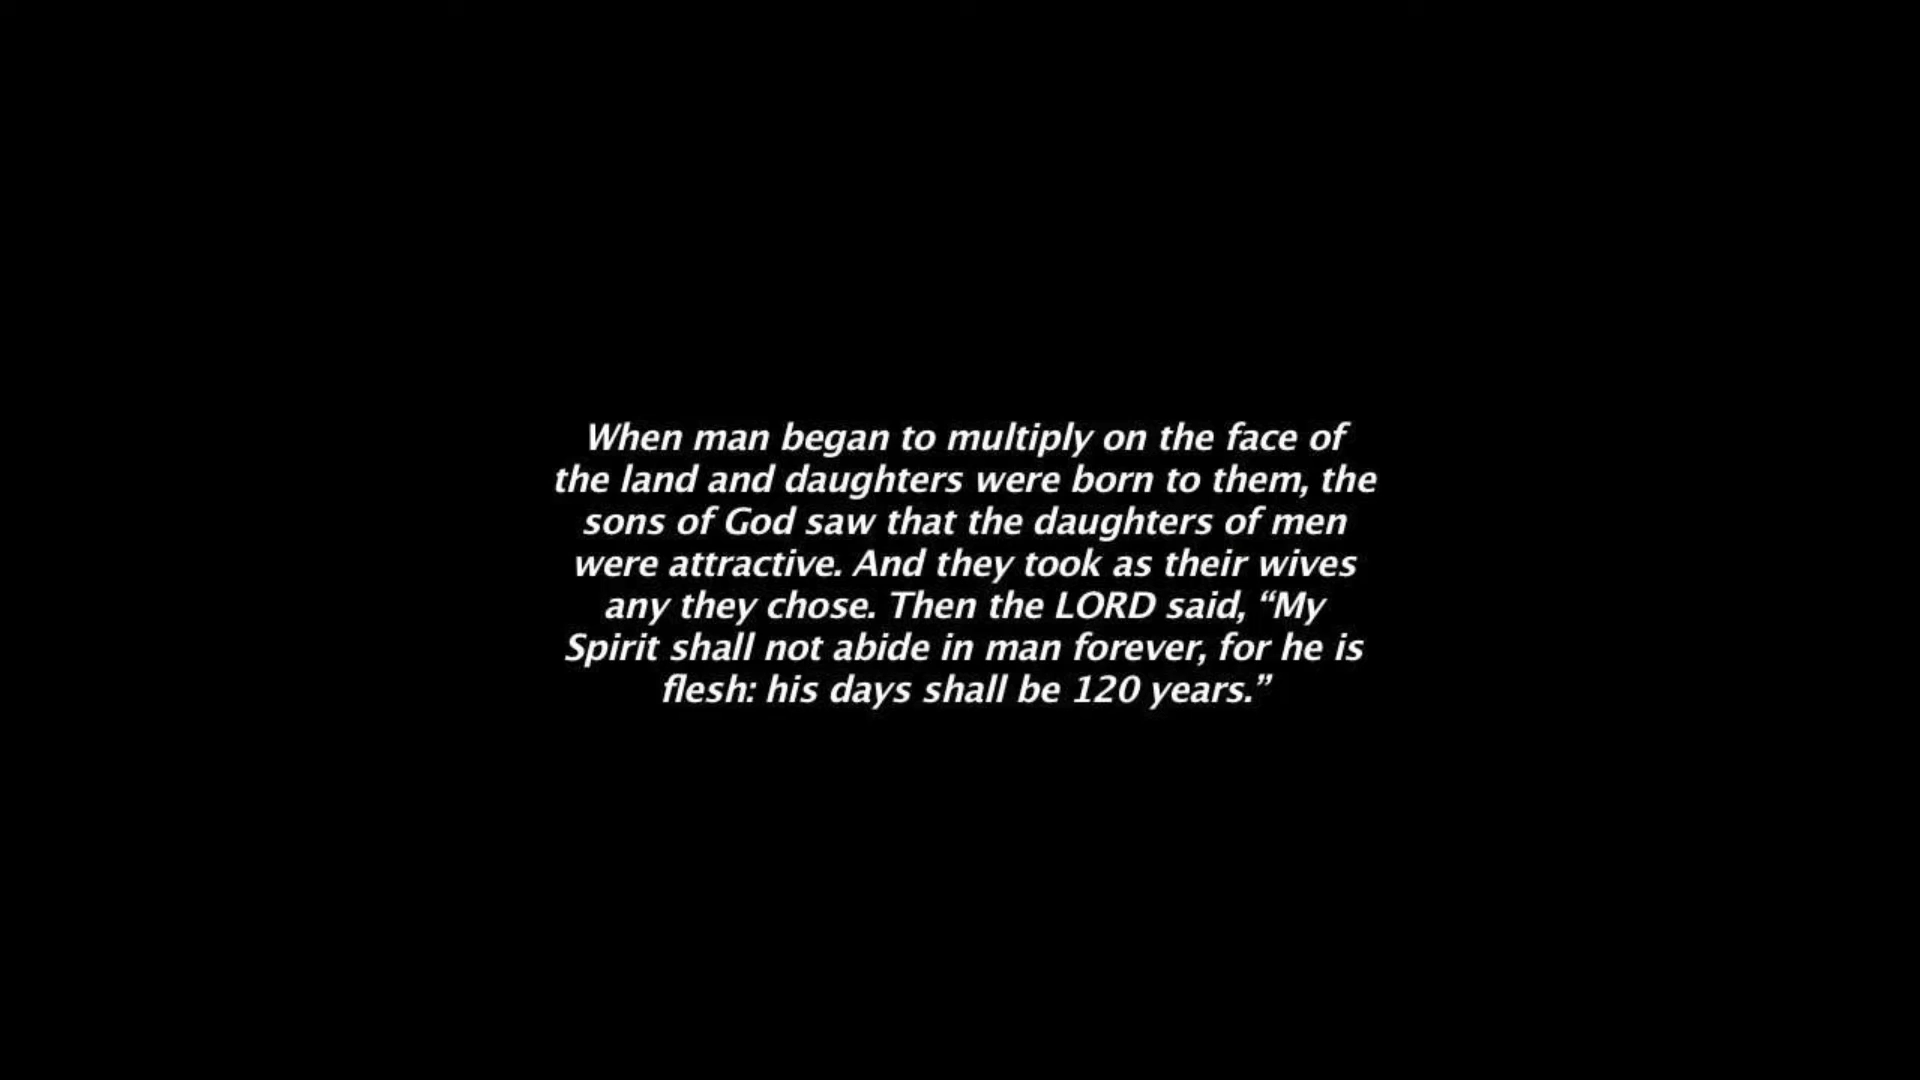 When man began to multiply on the face of
the land and daughters were born to them, the
sons of God saw that the daughters of men
were attractive. And they took as their wives
any they chose. Then the LORD said, “My
Spirit shall not abide in man forever, for he is
flesh: his days shall be 120 years.”